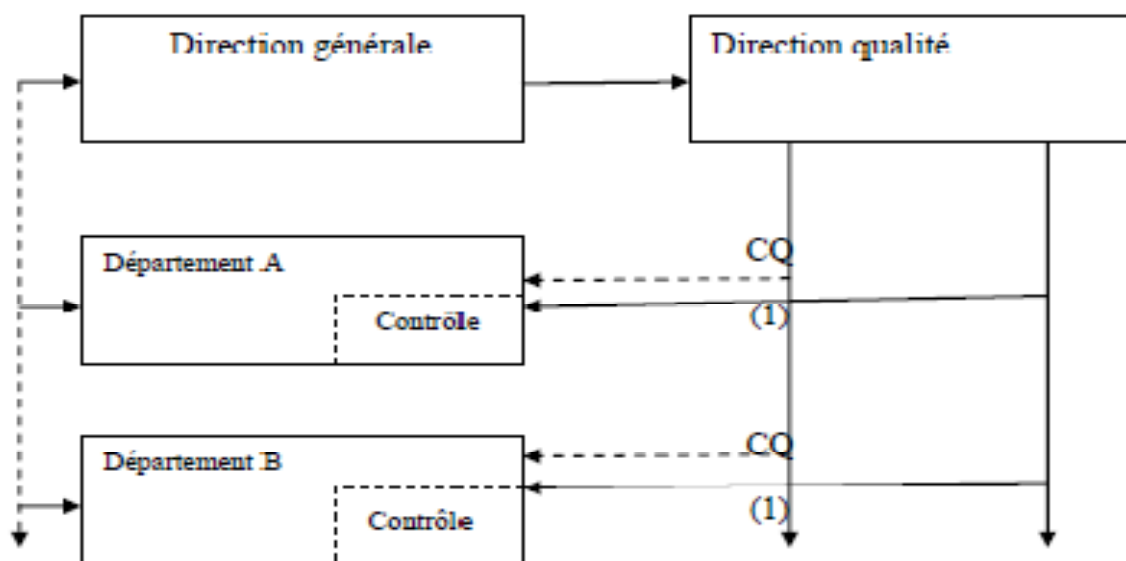 Direction générale
Direction qualité
Département A
CQ
Contrôle
(1)
Département B
CQ
Contrôle
(1)